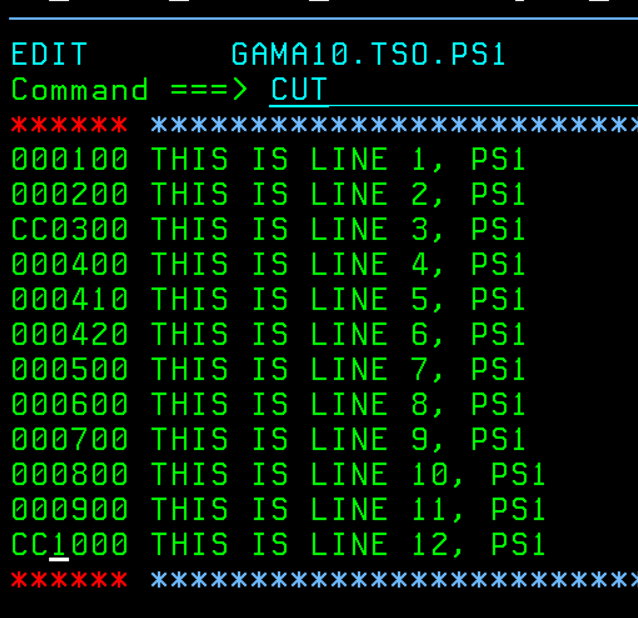 EDIT GAMA10.TSO.PS1
Command ===> CUT
****** *************************
000100 THIS IS LINE 1, PS1
000200 THIS IS LINE 2, PS1
CC0300 THIS IS LINE 3, PS1
000400 THIS IS LINE 4, PS1
000410 THIS IS LINE 5, PS1
000420 THIS IS LINE 6, PS1
000500 THIS IS LINE 7, PS1
000600 THIS IS LINE 8, PS1
000700 THIS IS LINE 9, PS1
000800 THIS IS LINE 10, PS1
000900 THIS IS LINE 11, PS1
CC1000 THIS IS LINE 12, PS1
****** *************************